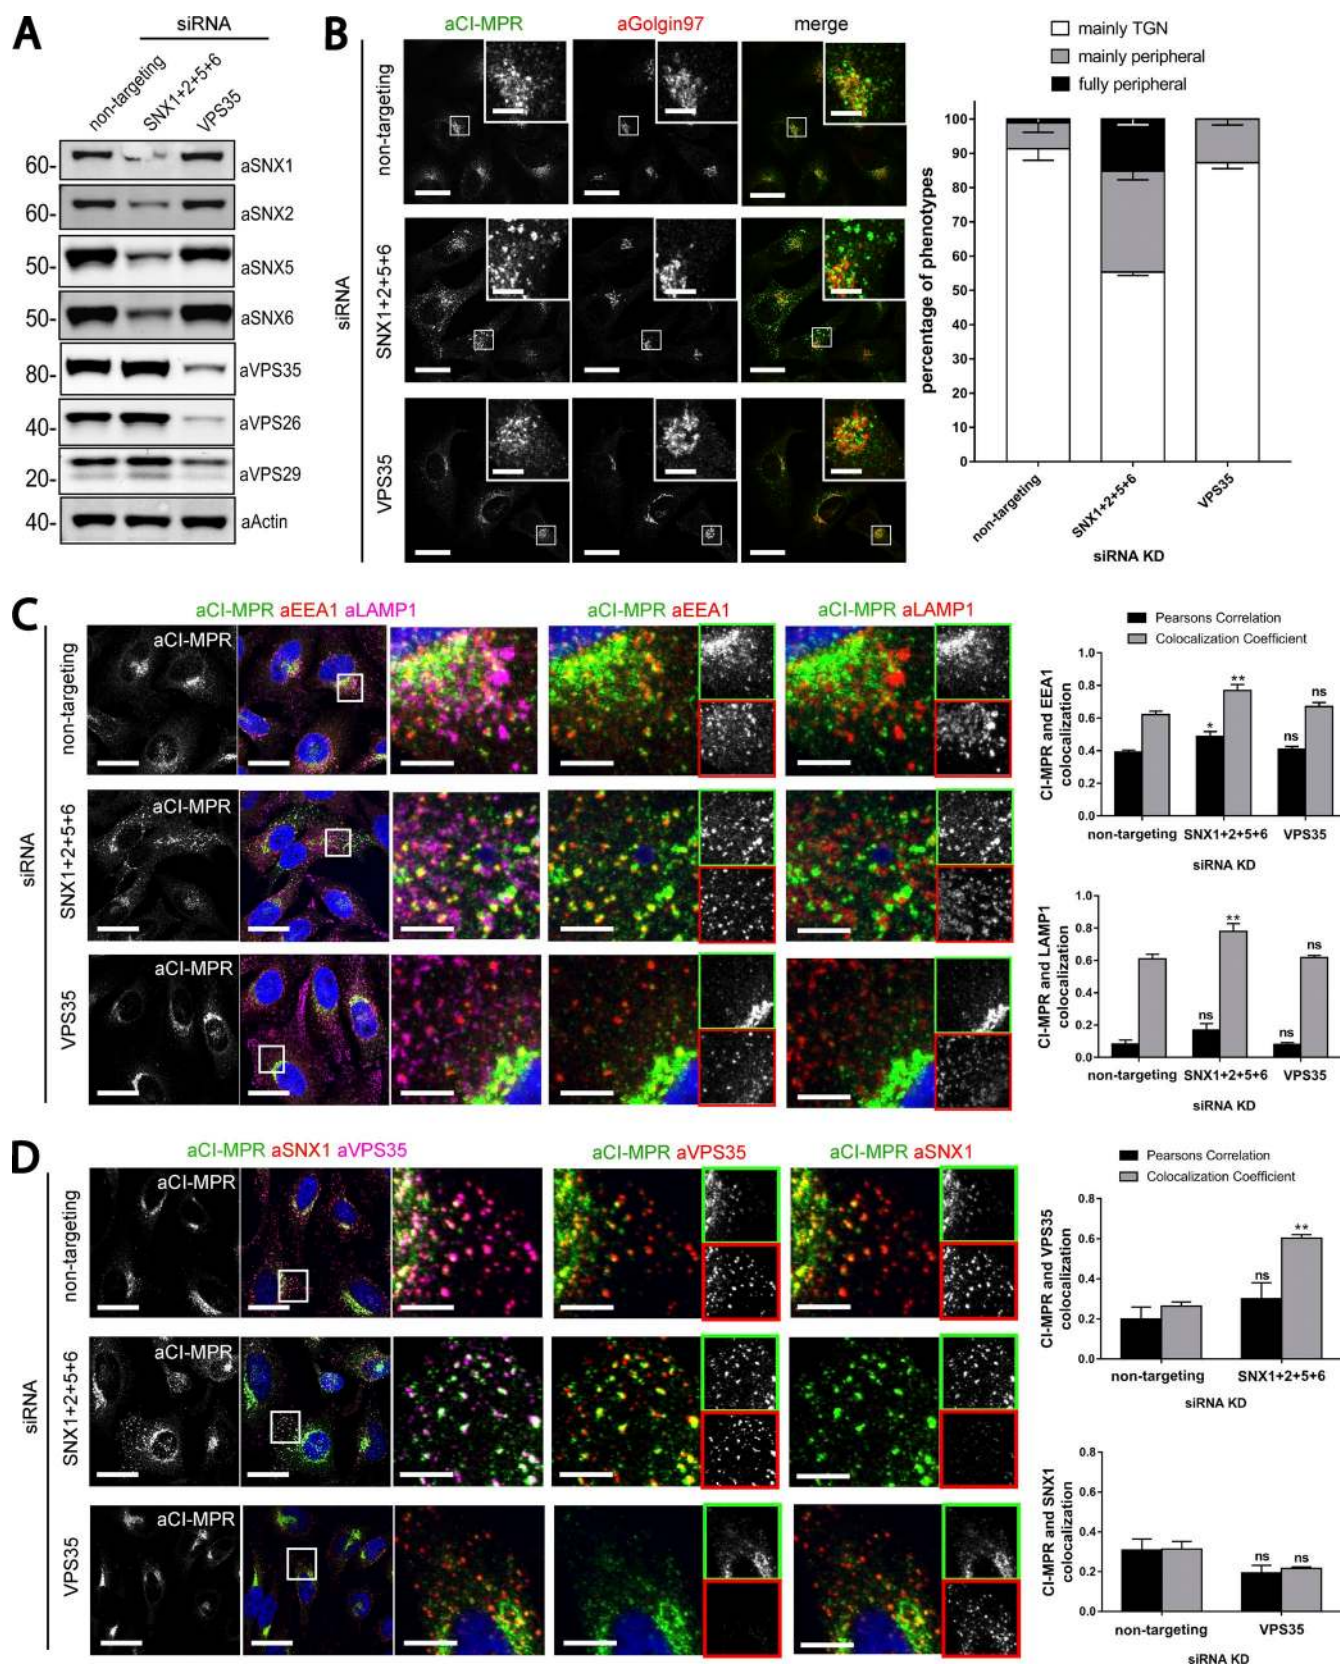 A
siRNA
non-targeting
SNX1+2+5+6
VPS35
60-
aSNX1
60-
aSNX2
50-
aSNX5
50-
aSNX6
80-
aVPS35
40-
aVPS26
20-
aVPS29
40-
aActin
B
aCI-MPR aGolgin97 merge
siRNA
non-targeting
SNX1+2+5+6
VPS35
mainly TGN
mainly peripheral
fully peripheral
percentage of phenotypes
100
90
80
70
60
50
40
30
20
10
0
non-targeting
SNX1+2+5+6
VPS35
siRNA KD
C
aCI-MPR aEEA1 aLAMP1
aCI-MPR aEEA1
aCI-MPR aLAMP1
siRNA
non-targeting
aCI-MPR
SNX1+2+5+6
aCI-MPR
VPS35
aCI-MPR
Pearsons Correlation
Colocalization Coefficient
CI-MPR and EEA1
colocalization
1.0
0.8
0.6
0.4
0.2
0.0
*
**
ns
ns
non-targeting SNX1+2+5+6 VPS35
siRNA KD
CI-MPR and LAMP1
colocalization
1.0
0.8
0.6
0.4
0.2
0.0
ns
**
ns
ns
non-targeting SNX1+2+5+6 VPS35
siRNA KD
D
aCI-MPR aSNX1 aVPS35
aCI-MPR aVPS35
aCI-MPR aSNX1
siRNA
non-targeting
aCI-MPR
SNX1+2+5+6
aCI-MPR
VPS35
aCI-MPR
Pearsons Correlation
Colocalization Coefficient
CI-MPR and VPS35
colocalization
0.8
0.6
0.4
0.2
0.0
ns
**
non-targeting SNX1+2+5+6
siRNA KD
CI-MPR and SNX1
colocalization
0.8
0.6
0.4
0.2
0.0
ns
ns
non-targeting VPS35
siRNA KD